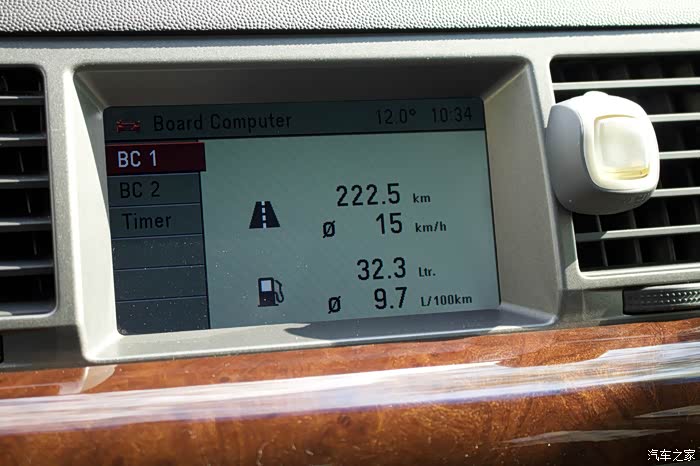 Board Computer 12.0° 10:34
BC 1
BC 2
Timer
222.5 km
ø 15 km/h
32.3 Ltr.
ø 9.7 L/100km
汽车之家